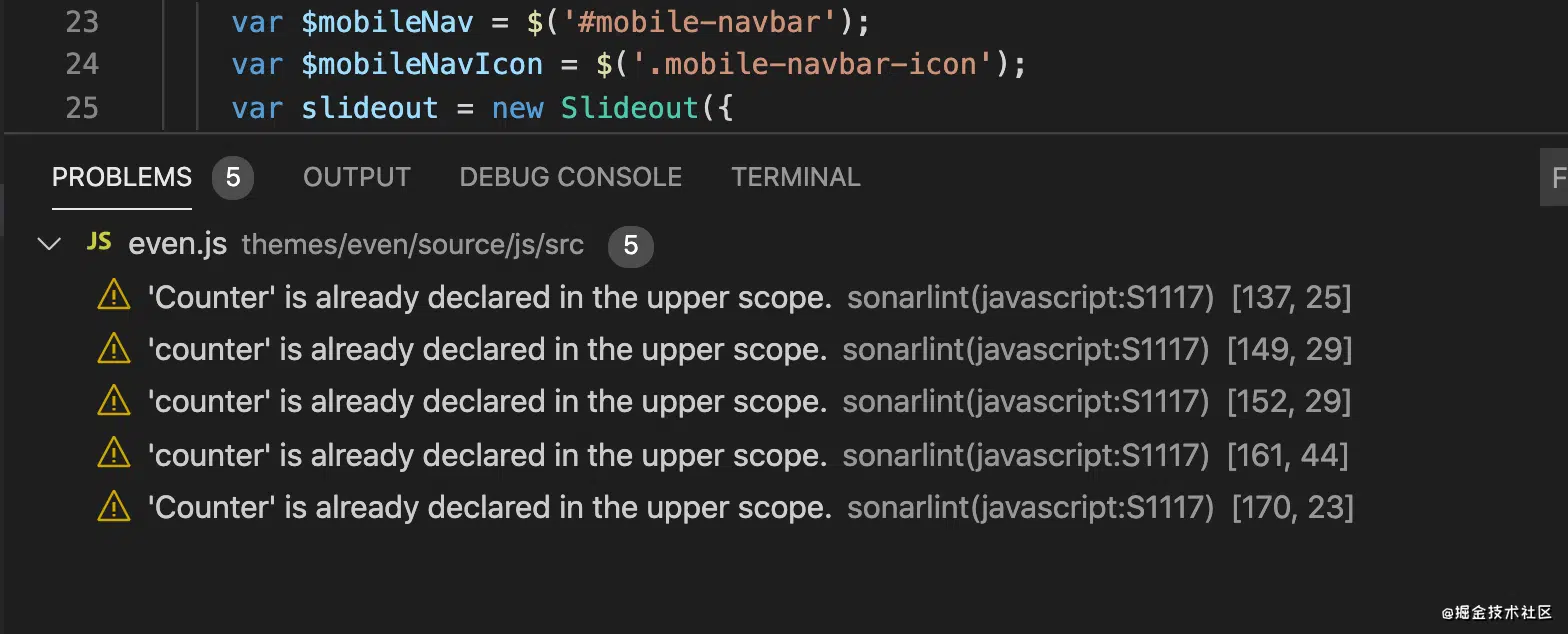 23 var $mobileNav = $('#mobile-navbar');
24 var $mobileNavIcon = $('.mobile-navbar-icon');
25 var slideout = new Slideout({
PROBLEMS 5 OUTPUT DEBUG CONSOLE TERMINAL F
JS even.js themes/even/source/js/src 5
'Counter' is already declared in the upper scope. sonarlint(javascript:S1117) [137, 25]
'counter' is already declared in the upper scope. sonarlint(javascript:S1117) [149, 29]
'counter' is already declared in the upper scope. sonarlint(javascript:S1117) [152, 29]
'counter' is already declared in the upper scope. sonarlint(javascript:S1117) [161, 44]
'Counter' is already declared in the upper scope. sonarlint(javascript:S1117) [170, 23]
@掘金技术社区